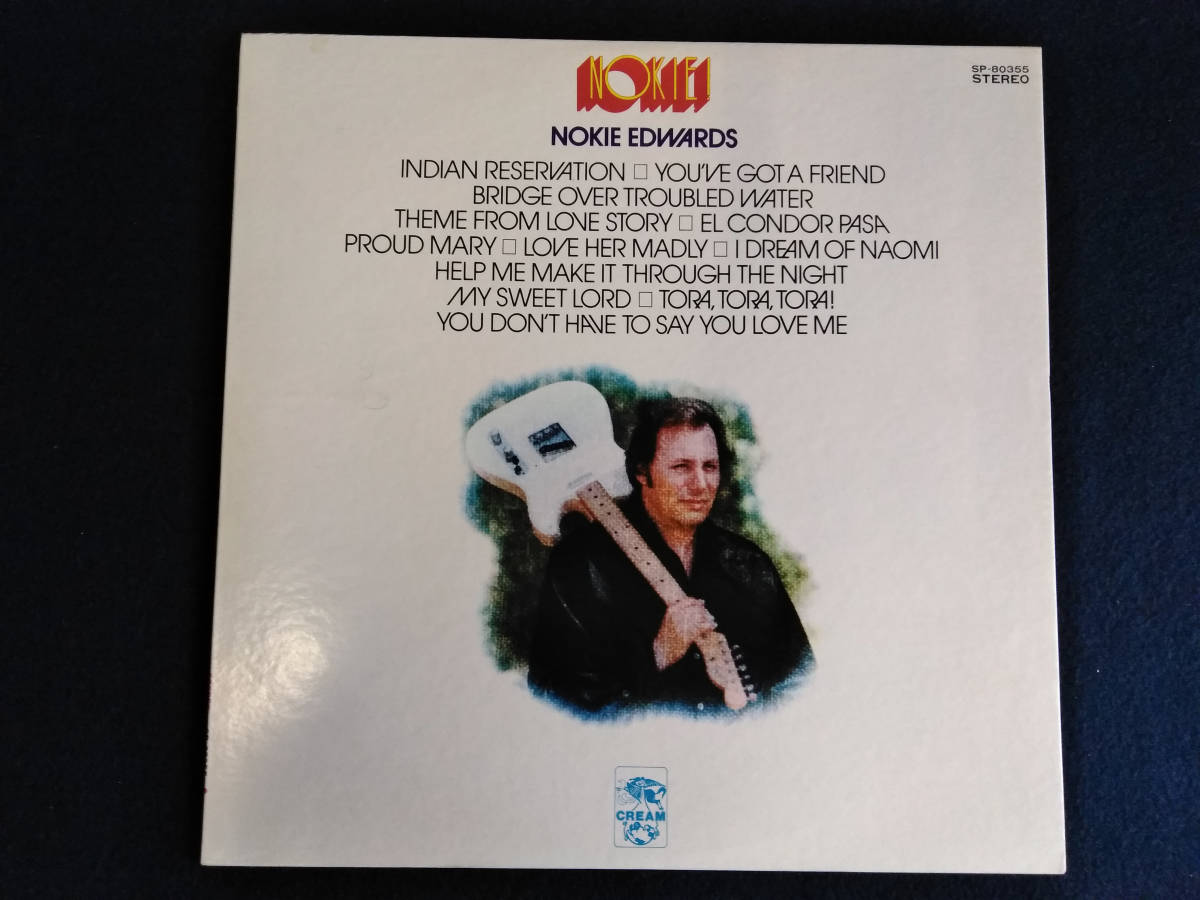 NOKIE!
SP-80355
STEREO
NOKIE EDWARDS
INDIAN RESERVATION □ YOU'VE GOT A FRIEND
BRIDGE OVER TROUBLED WATER
THEME FROM LOVE STORY □ EL CONDOR PASA
PROUD MARY □ LOVE HER MADLY □ I DREAM OF NAOMI
HELP ME MAKE IT THROUGH THE NIGHT
MY SWEET LORD □ TORA, TORA, TORA!
YOU DON'T HAVE TO SAY YOU LOVE ME
CREAM